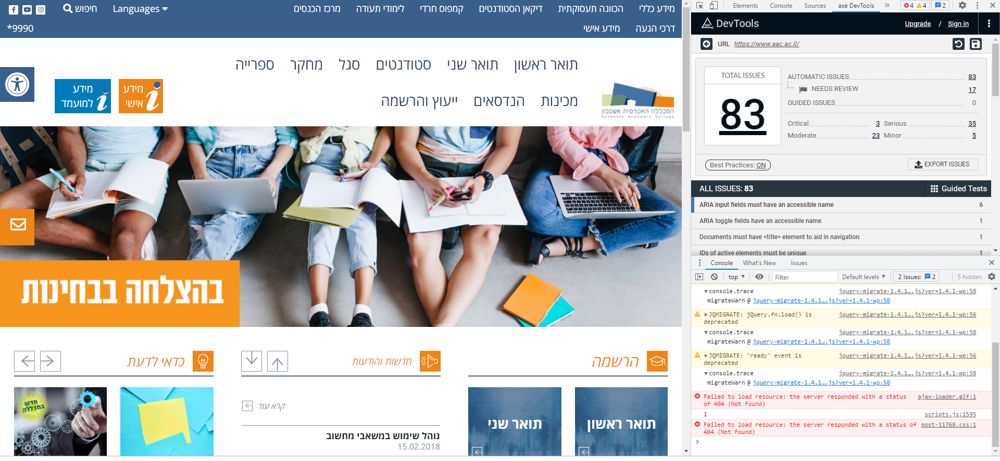 מידע כללי הכוונה תעסוקתית דיקאן הסטודנטים קמפוס חרדי לימודי תעודה מרכז הכנסים Languages חיפוש
דרכי הגעה מידע אישי *9990
תואר ראשון תואר שני סטודנטים סגל מחקר ספרייה
מכינות הנדסאים ייעוץ והרשמה
המכללה האקדמית אשקלון
Ashkelon Academic College
מידע אישי
מידע למועמד
בהצלחה בבחינות
הרשמה
תואר ראשון
תואר שני
חדשות והודעות
קרא עוד
נוהל שימוש במשאבי מחשוב
15.02.2018
כדאי לדעת
חדש במכללה
Elements Console Sources axe DevTools 4 4 2
ax DevTools Upgrade / Sign in
URL https://www.aac.ac.il/
TOTAL ISSUES
83
AUTOMATIC ISSUES 83
NEEDS REVIEW 17
GUIDED ISSUES 0
Critical 3 Serious 35
Moderate 23 Minor 5
Best Practices: ON EXPORT ISSUES
ALL ISSUES: 83 Guided Tests
ARIA input fields must have an accessible name 6
ARIA toggle fields have an accessible name 1
Documents must have <title> element to aid in navigation 1
IDs of active elements must be unique 1
Console What's New Issues
top Filter Default levels 2 Issues: 2 5 hidden
console.trace jquery-migrate-1.4.1….js?ver=1.4.1-wp:58
migrateWarn @ jquery-migrate-1.4.1….js?ver=1.4.1-wp:58
JQMIGRATE: jQuery.fn.load() is jquery-migrate-1.4.1….js?ver=1.4.1-wp:56
deprecated
console.trace jquery-migrate-1.4.1….js?ver=1.4.1-wp:58
migrateWarn @ jquery-migrate-1.4.1….js?ver=1.4.1-wp:58
JQMIGRATE: 'ready' event is jquery-migrate-1.4.1….js?ver=1.4.1-wp:56
deprecated
console.trace jquery-migrate-1.4.1….js?ver=1.4.1-wp:58
migrateWarn @ jquery-migrate-1.4.1….js?ver=1.4.1-wp:58
Failed to load resource: the server responded with a status ajax-loader.gif:1
of 404 (Not Found)
1 scripts.js:1595
Failed to load resource: the server responded with a status of post-11768.css:1
404 (Not Found)